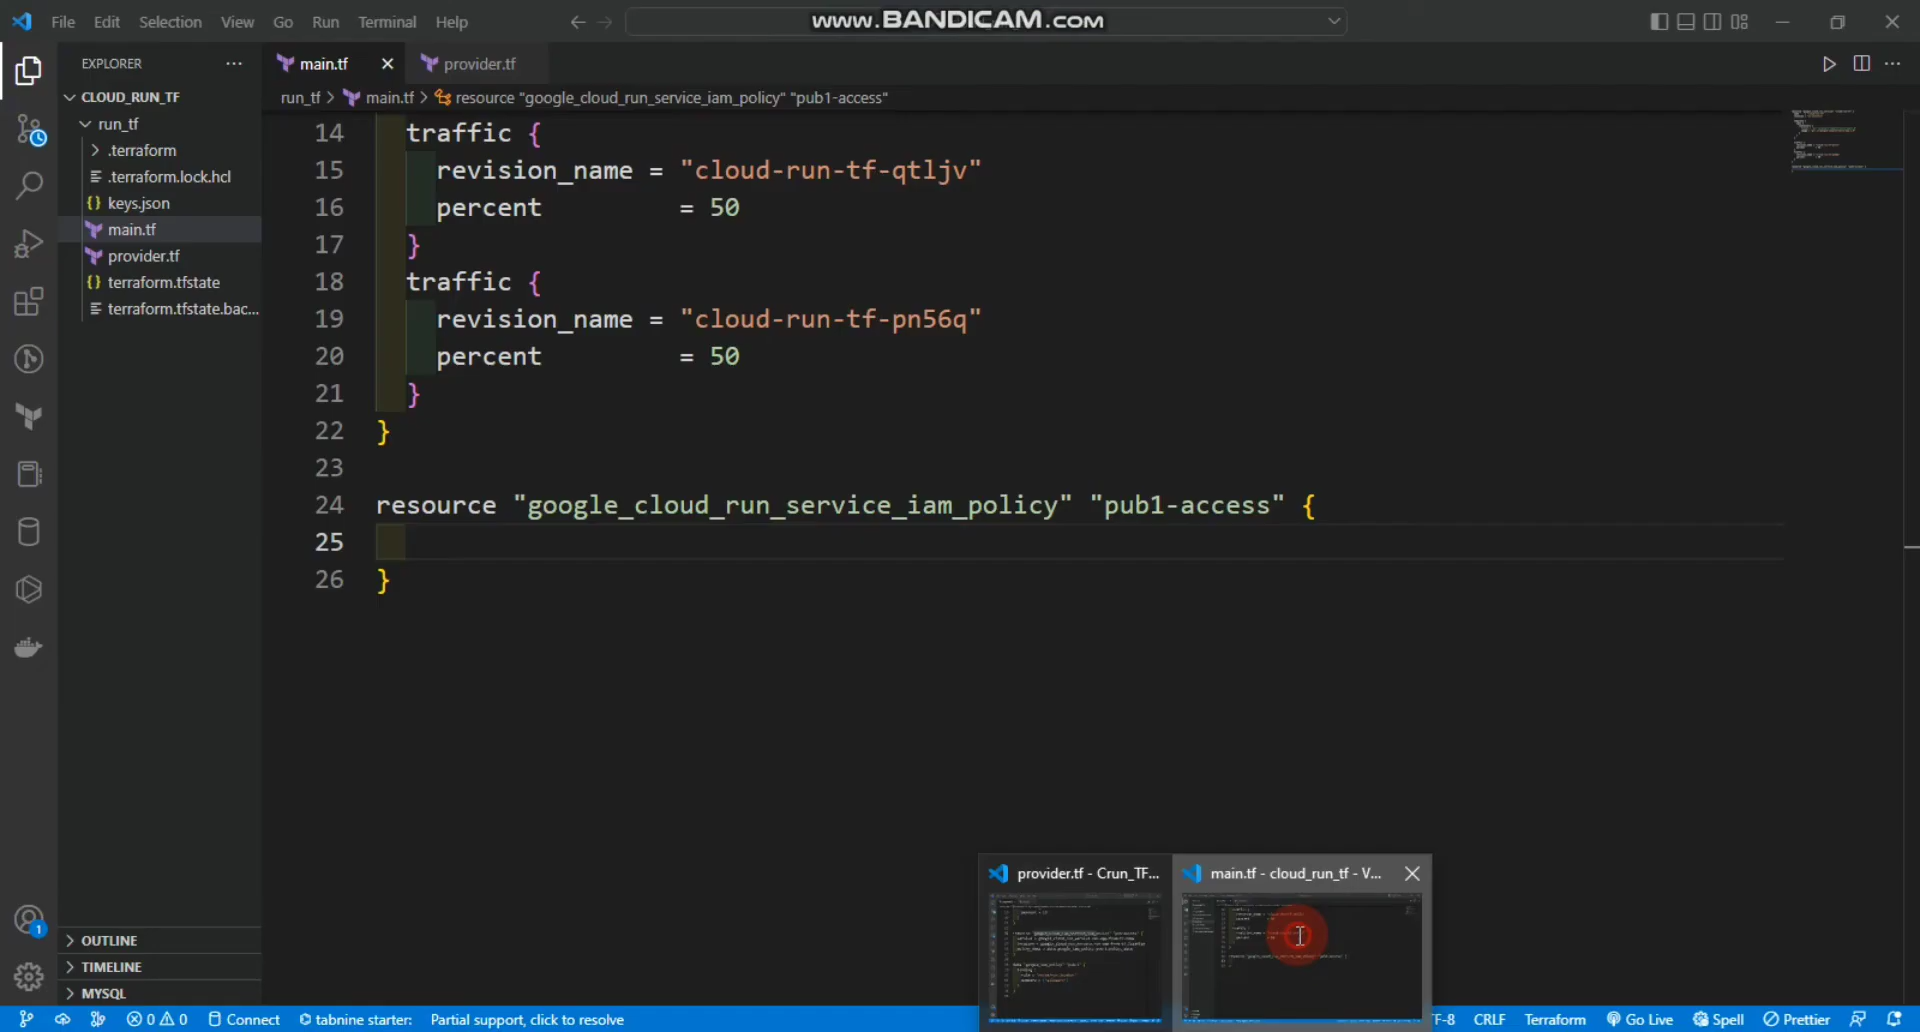 File Edit Selection View Go Run Terminal Help
www.BANDICAM.com
EXPLORER
main.tf
provider.tf
CLOUD_RUN_TF
run_tf > main.tf > resource "google_cloud_run_service_iam_policy" "pub1-access"
run_tf
.terraform
.terraform.lock.hcl
keys.json
main.tf
provider.tf
terraform.tfstate
terraform.tfstate.bac...
14 traffic {
15 revision_name = "cloud-run-tf-qtljv"
16 percent = 50
17 }
18 traffic {
19 revision_name = "cloud-run-tf-pn56q"
20 percent = 50
21 }
22 }
23
24 resource "google_cloud_run_service_iam_policy" "pub1-access" {
25
26 }
provider.tf - Crun_TF...
main.tf - cloud_run_tf - V...
1
OUTLINE
TIMELINE
MYSQL
0 0 Connect tabnine starter: Partial support, click to resolve
TF-8 CRLF Terraform Go Live Spell Prettier